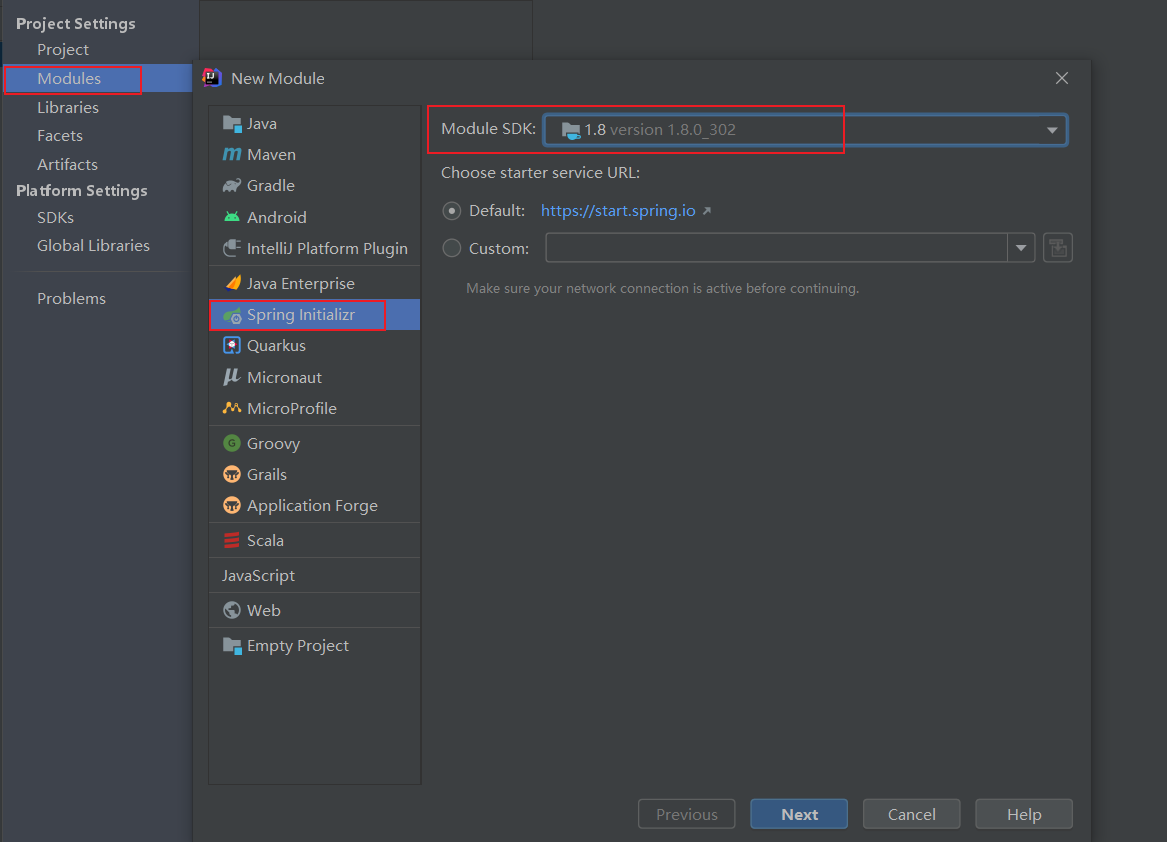 Project Settings
Project
Modules
Libraries
Facets
Artifacts
Platform Settings
SDKs
Global Libraries
Problems
New Module
Java
Maven
Gradle
Android
IntelliJ Platform Plugin
Java Enterprise
Spring Initializr
Quarkus
Micronaut
MicroProfile
Groovy
Grails
Application Forge
Scala
JavaScript
Web
Empty Project
Module SDK: 1.8 version 1.8.0_302
Choose starter service URL:
Default: https://start.spring.io
Custom:
Make sure your network connection is active before continuing.
Previous Next Cancel Help